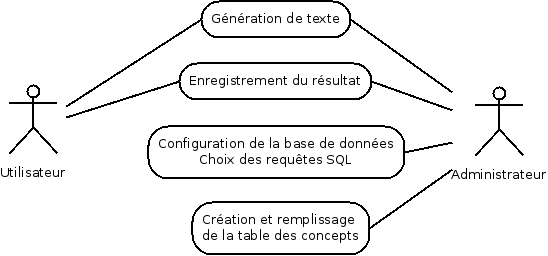 Génération de texte
Enregistrement du résultat
Configuration de la base de données
Choix des requêtes SQL
Utilisateur
Administrateur
Création et remplissage
de la table des concepts